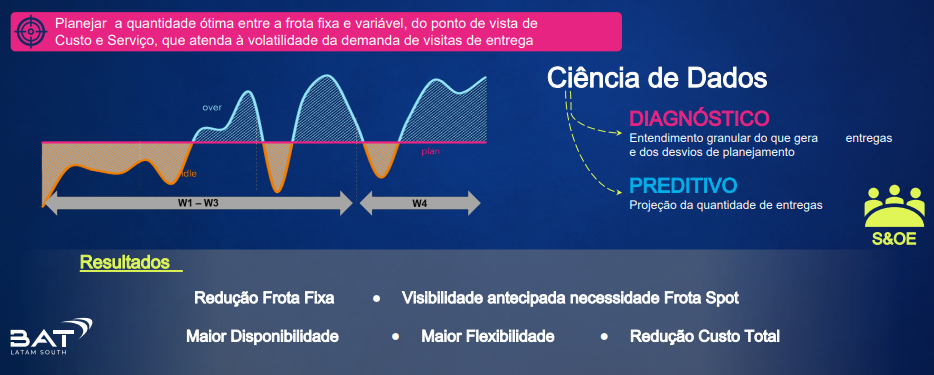 Planejar a quantidade ótima entre a frota fixa e variável, do ponto de vista de
Custo e Serviço, que atenda à volatilidade da demanda de visitas de entrega
over
plan
idle
W1 – W3
W4
Ciência de Dados
DIAGNÓSTICO
Entendimento granular do que gera entregas
e dos desvios de planejamento
PREDITIVO
Projeção da quantidade de entregas
S&OE
Resultados
Redução Frota FIxa • Visibilidade antecipada necessidade Frota Spot
Maior Disponibilidade • Maior Flexibilidade • Redução Custo Total
BAT
LATAM SOUTH